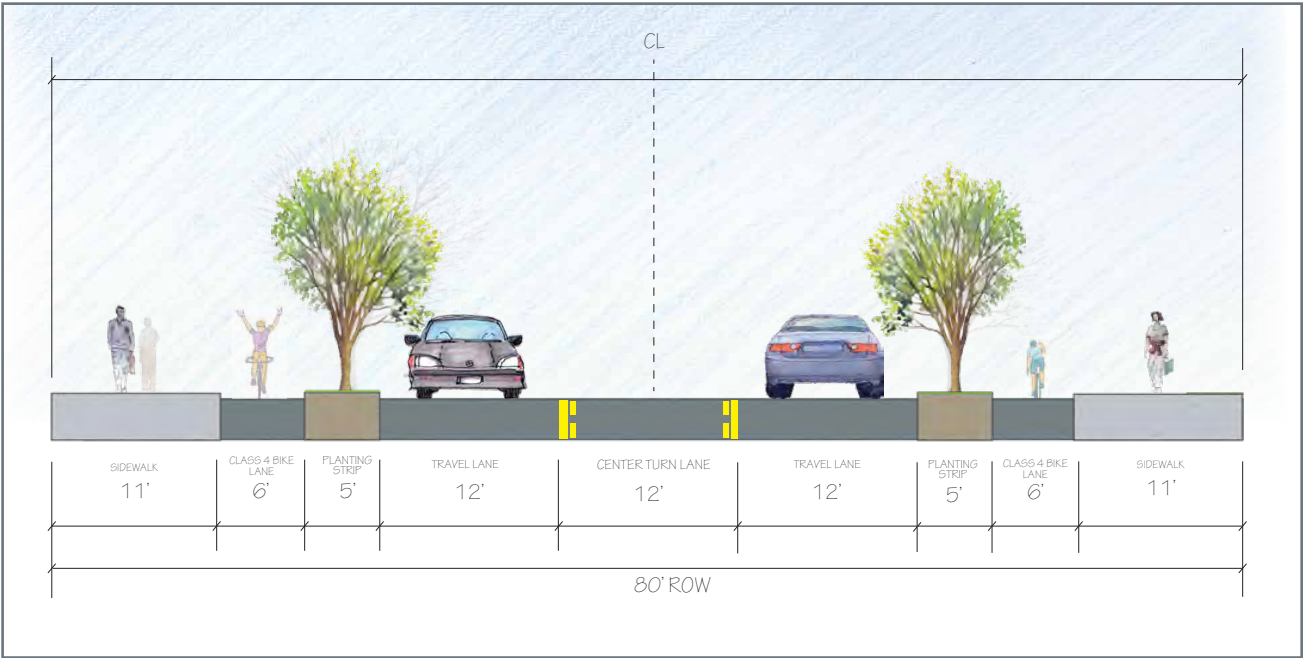 CL
SIDEWALK
11'
CLASS 4 BIKE
LANE
6'
PLANTING
STRIP
5'
TRAVEL LANE
12'
CENTER TURN LANE
12'
TRAVEL LANE
12'
PLANTING
STRIP
5'
CLASS 4 BIKE
LANE
6'
SIDEWALK
11'
80' ROW